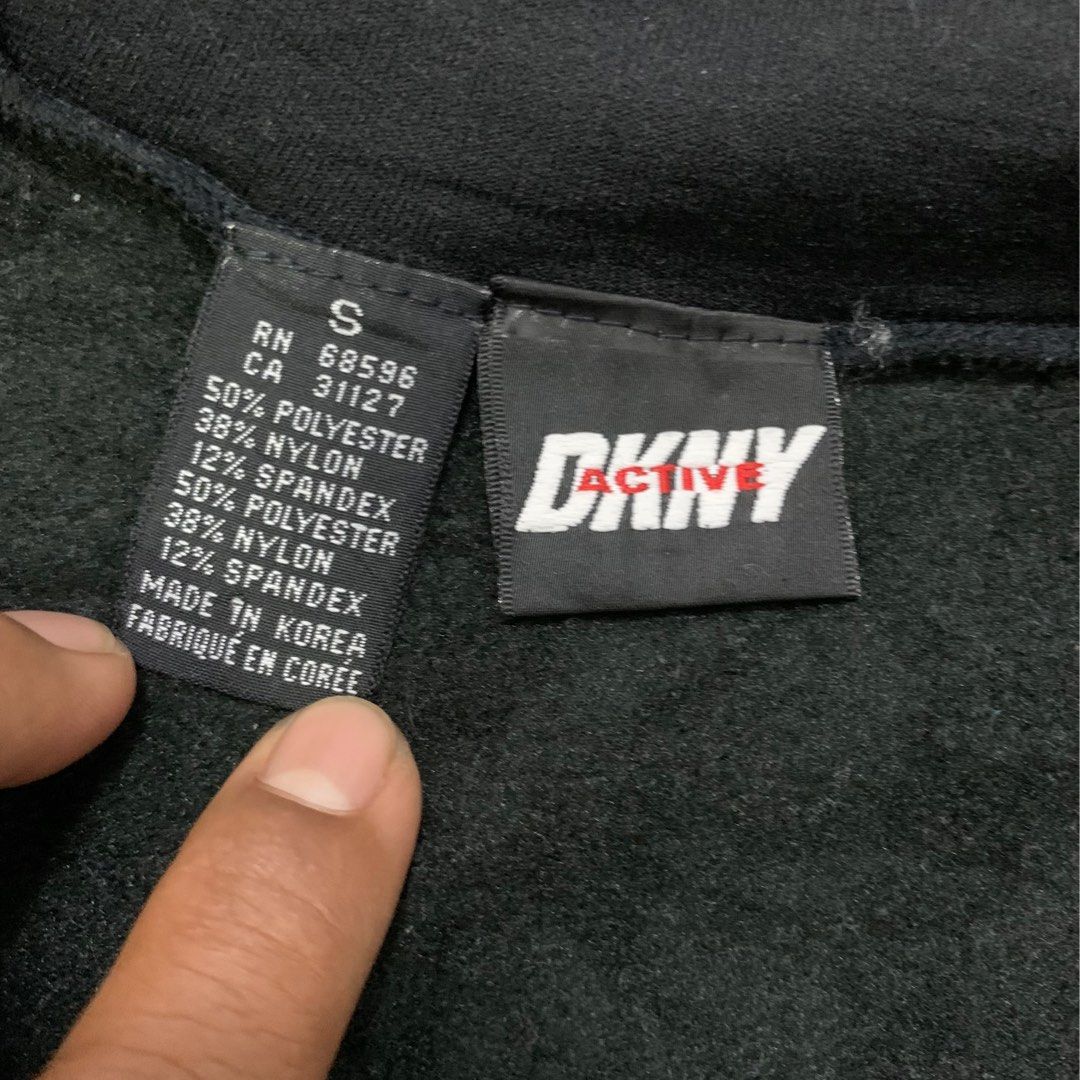 S
RN 68596
CA 31127
50% POLYESTER
38% NYLON
12% SPANDEX
50% POLYESTER
38% NYLON
12% SPANDEX
MADE IN KOREA
FABRIQUÉ EN CORÉE
DKNY
ACTIVE